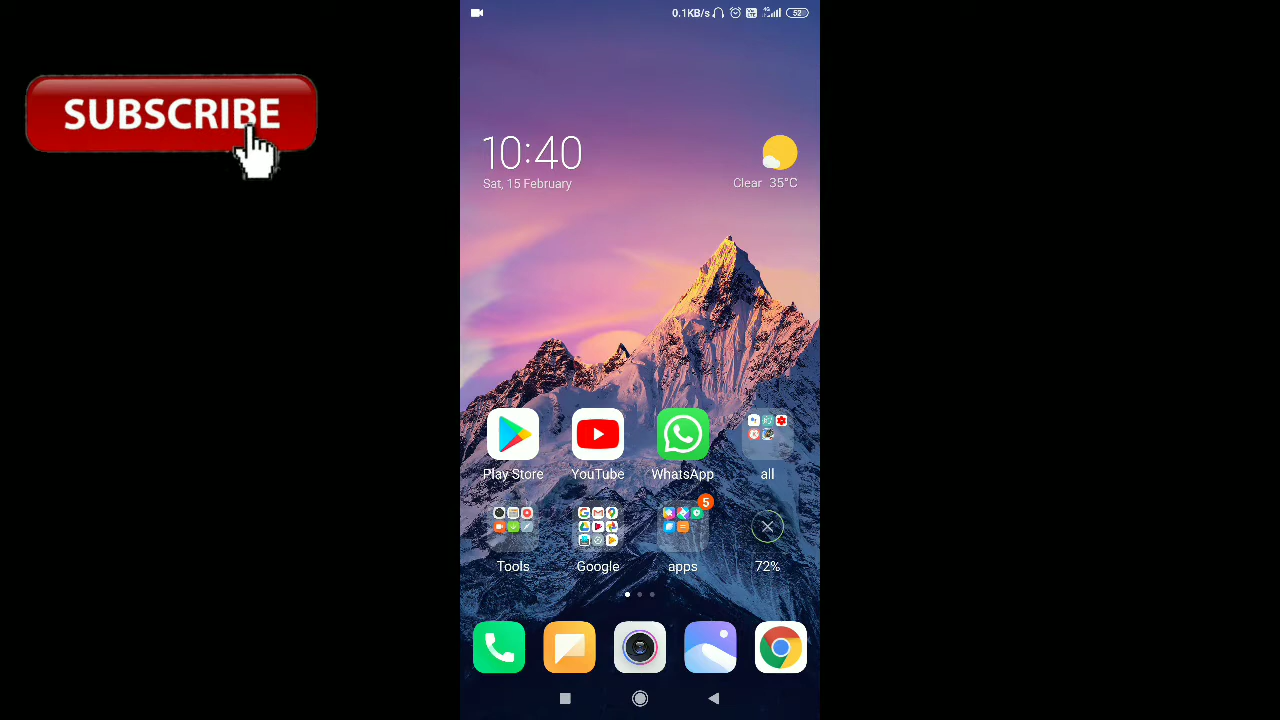 0.1KB/s 4G 52
SUBSCRIBE
10:40
Sat, 15 February
Clear 35°C
Play Store YouTube WhatsApp all
5
Tools Google apps 72%